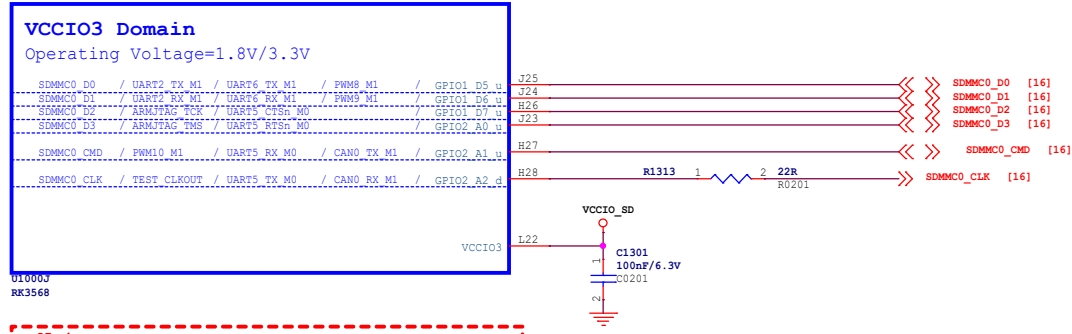 VCCIO3 Domain
Operating Voltage=1.8V/3.3V
SDMMC0_D0 / UART2_TX_M1 / UART6_TX_M1 / PWM8_M1 / GPIO1_D5_u J25 SDMMC0_D0 [16]
SDMMC0_D1 / UART2_RX_M1 / UART6_RX_M1 / PWM9_M1 / GPIO1_D6_u J24 SDMMC0_D1 [16]
SDMMC0_D2 / ARMJTAG_TCK / UART5_CTSn_M0 / GPIO1_D7_u H26 SDMMC0_D2 [16]
SDMMC0_D3 / ARMJTAG_TMS / UART5_RTSn_M0 / GPIO2_A0_u J23 SDMMC0_D3 [16]
SDMMC0_CMD / PWM10_M1 / UART5_RX_M0 / CAN0_TX_M1 / GPIO2_A1_u H27 SDMMC0_CMD [16]
SDMMC0_CLK / TEST_CLKOUT / UART5_TX_M0 / CAN0_RX_M1 / GPIO2_A2_d H28 R1313 1 2 22R SDMMC0_CLK [16]
R0201
VCCIO_SD
VCCIO3 L22
C1301
1 100nF/6.3V
C0201
2
U1000J
RK3568